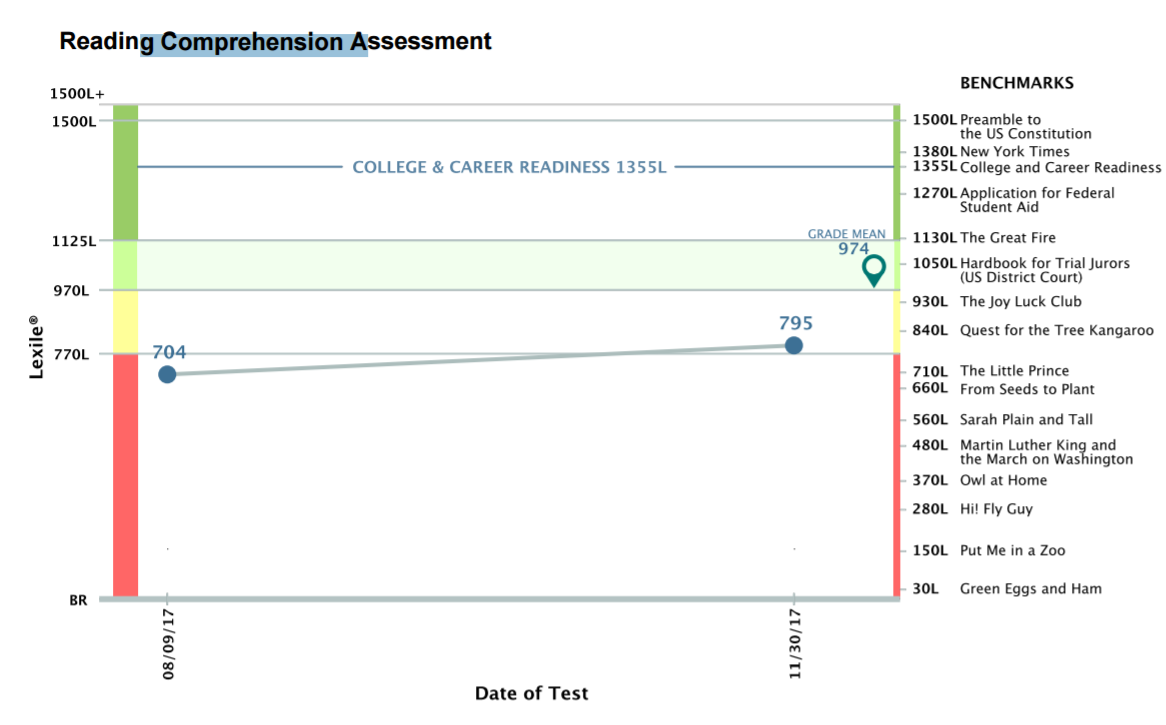 Reading Comprehension Assessment
BENCHMARKS
1500L+
1500L
1125L
970L
770L
BR
Lexile®
COLLEGE & CAREER READINESS 1355L
GRADE MEAN
974
704
795
1500L Preamble to
the US Constitution
1380L New York Times
1355L College and Career Readiness
1270L Application for Federal
Student Aid
1130L The Great Fire
1050L Hardbook for Trial Jurors
(US District Court)
930L The Joy Luck Club
840L Quest for the Tree Kangaroo
710L The Little Prince
660L From Seeds to Plant
560L Sarah Plain and Tall
480L Martin Luther King and
the March on Washington
370L Owl at Home
280L Hi! Fly Guy
150L Put Me in a Zoo
30L Green Eggs and Ham
08/09/17
11/30/17
Date of Test